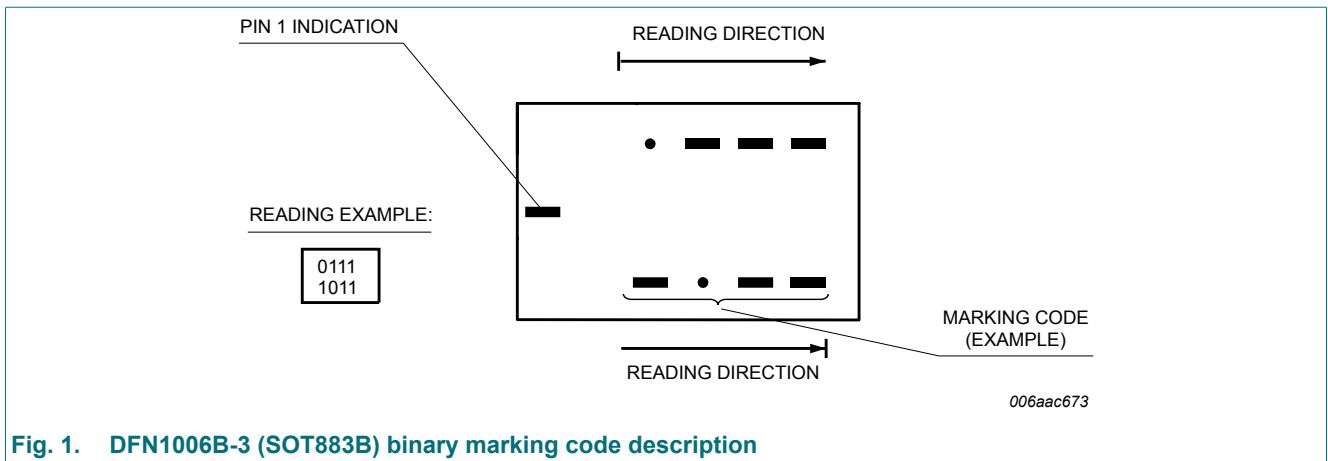 PIN 1 INDICATION
READING DIRECTION
READING EXAMPLE:
0111
1011
MARKING CODE
(EXAMPLE)
READING DIRECTION
006aac673
Fig. 1. DFN1006B-3 (SOT883B) binary marking code description